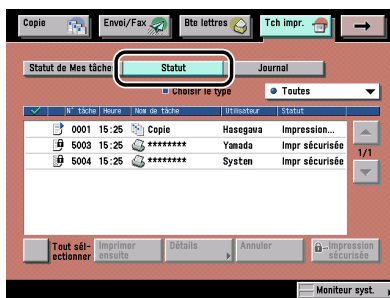 Copie
Envoi/Fax
Bte lettres
Tch impr.
Statut de Mes tâches
Statut
Journal
Choisir le type
Toutes
N° tâche Heure Nom de tâche Utilisateur Statut
0001 15:25 Copie Hasegawa Impression...
5003 15:25 ******** Yamada Impr sécurisée
5004 15:25 ******** System Impr sécurisée
1/1
Tout sél-
ectionner
Imprimer
ensuite
Détails
Annuler
Impression
sécurisée
Moniteur syst.